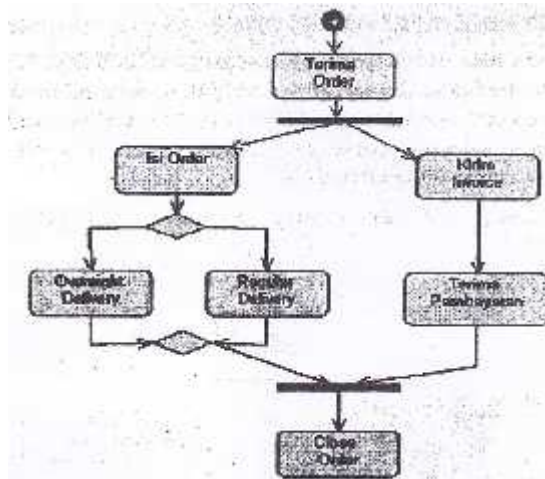 Terima
Order
Isi Order
Kirim
Invoice
Overnight
Delivery
Regular
Delivery
Terima
Pembayaran
Close
Order